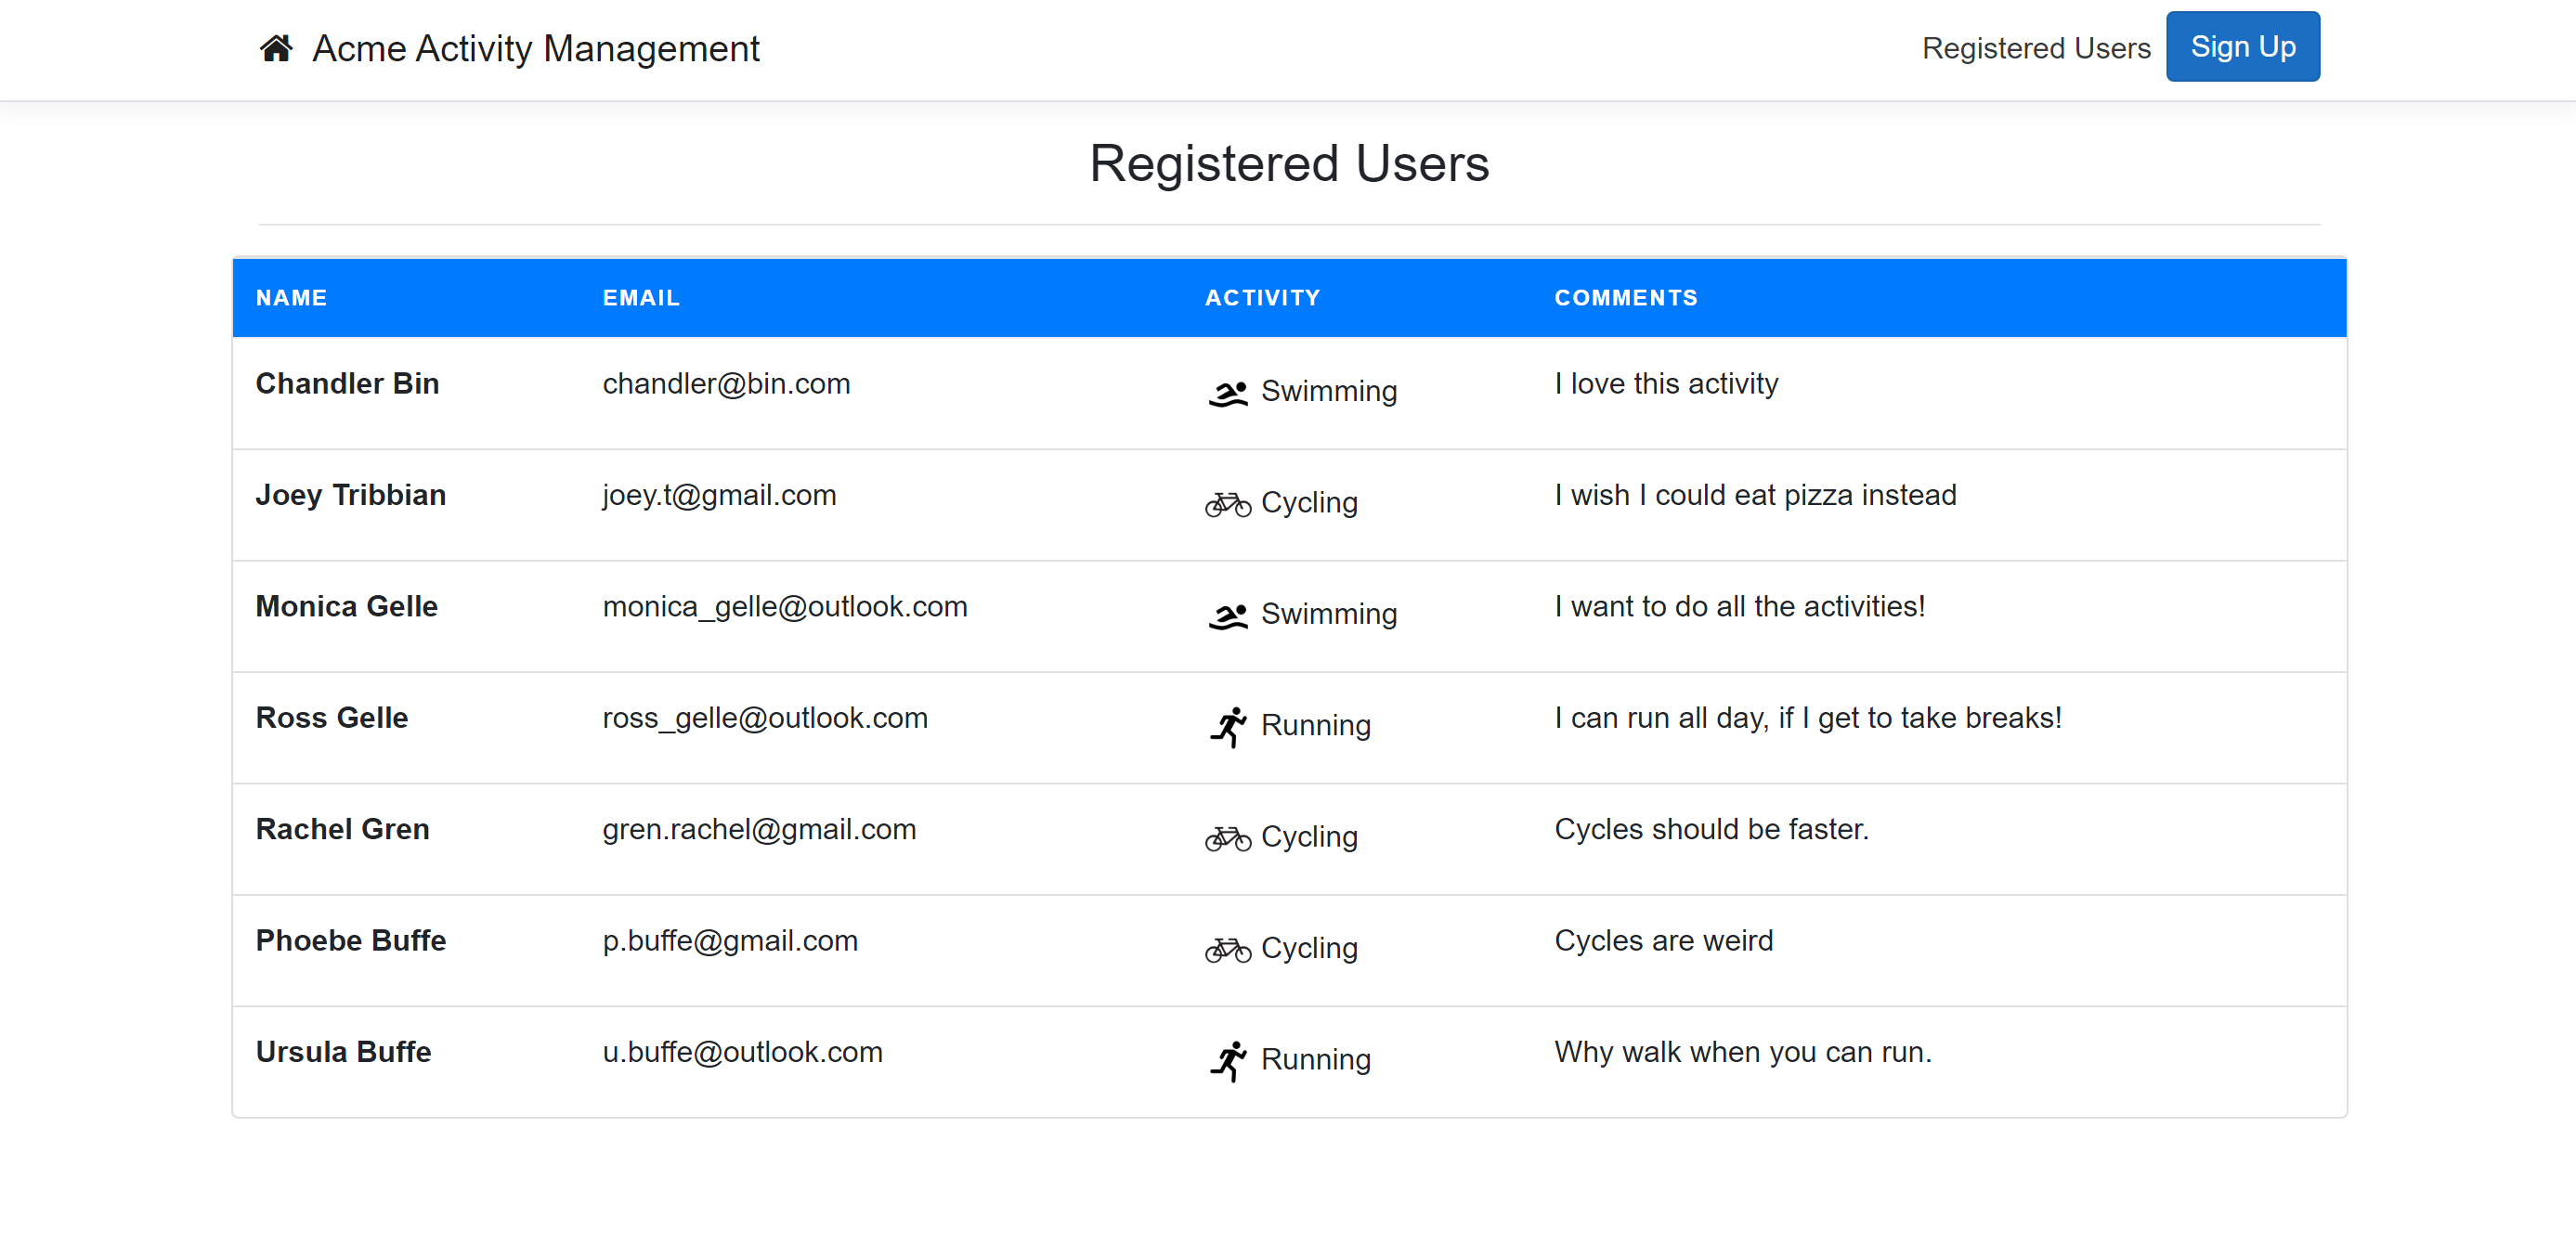 Acme Activity Management Registered Users Sign Up
Registered Users
NAME EMAIL ACTIVITY COMMENTS
Chandler Bin chandler@bin.com Swimming I love this activity
Joey Tribbian joey.t@gmail.com Cycling I wish I could eat pizza instead
Monica Gelle monica_gelle@outlook.com Swimming I want to do all the activities!
Ross Gelle ross_gelle@outlook.com Running I can run all day, if I get to take breaks!
Rachel Gren gren.rachel@gmail.com Cycling Cycles should be faster.
Phoebe Buffe p.buffe@gmail.com Cycling Cycles are weird
Ursula Buffe u.buffe@outlook.com Running Why walk when you can run.